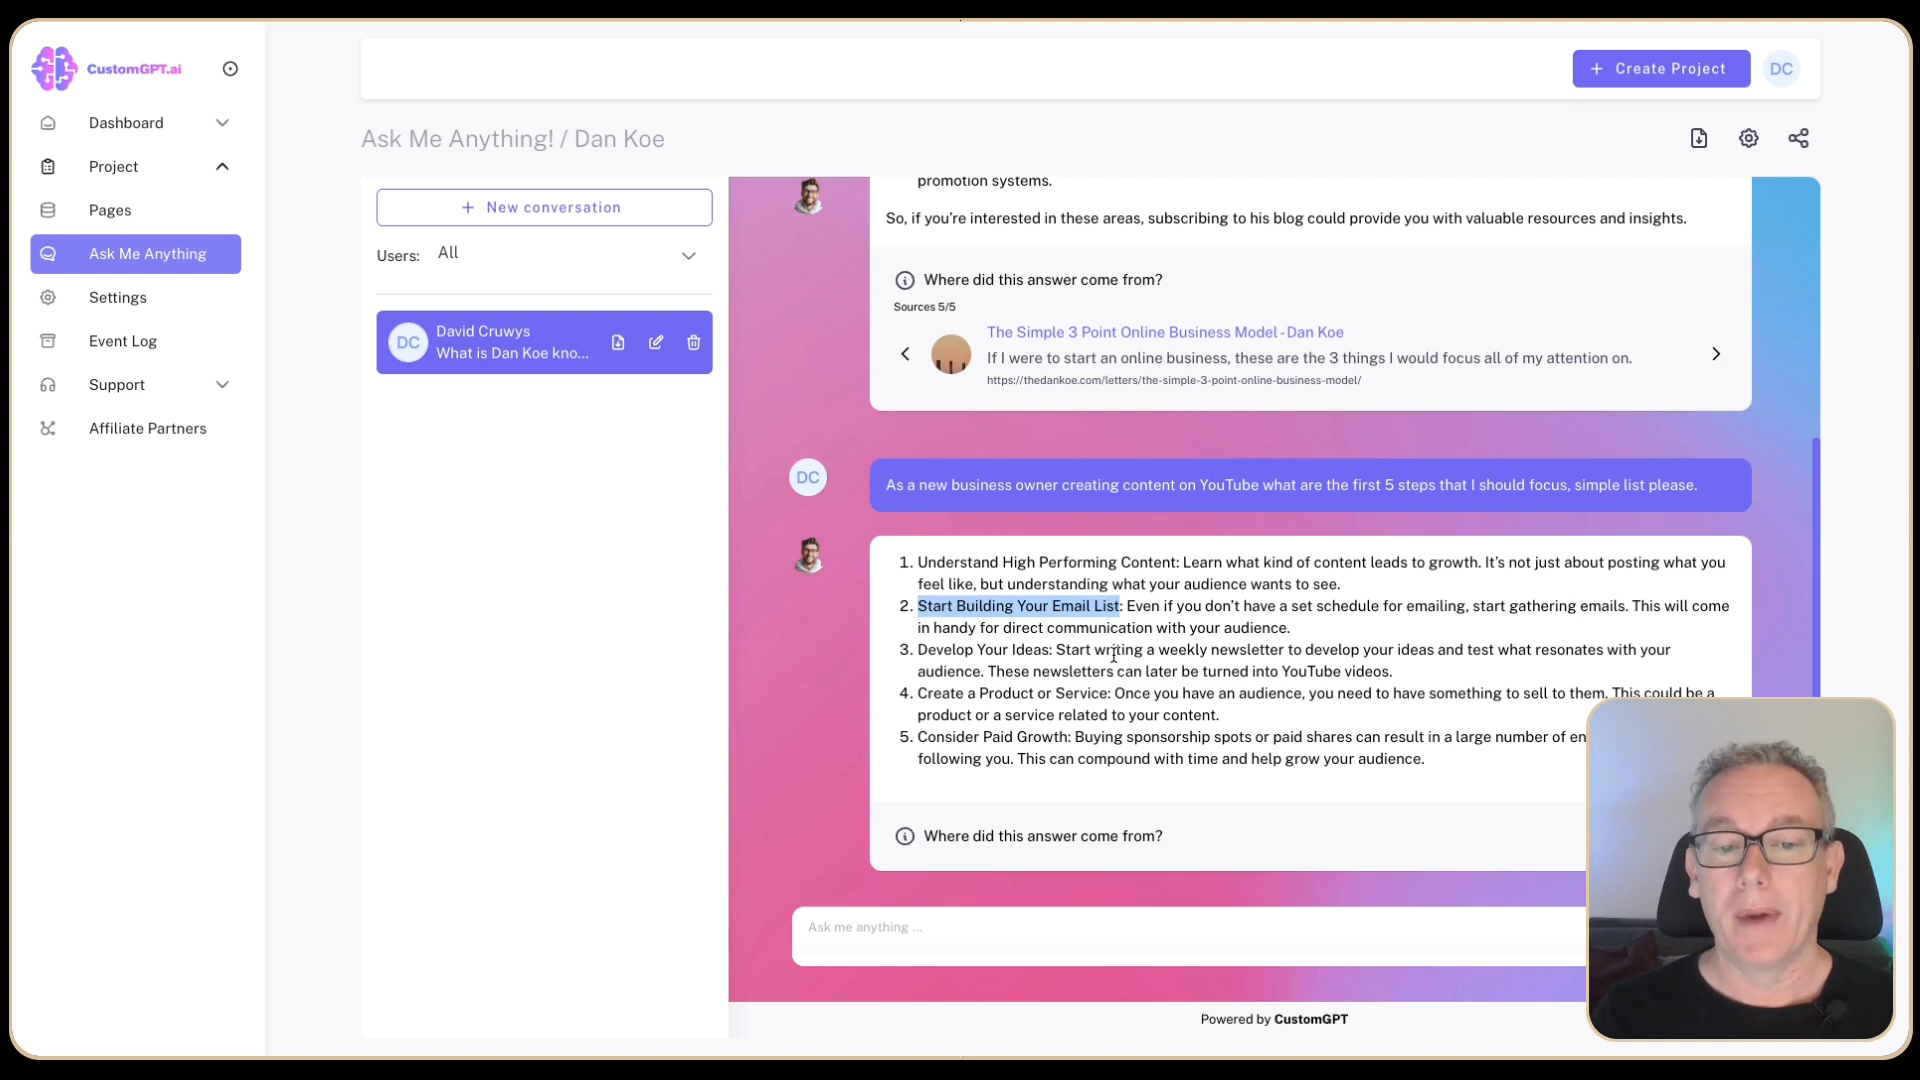 CustomGPT.ai
Dashboard
Project
Pages
Ask Me Anything
Settings
Event Log
Support
Affiliate Partners
+ Create Project
DC
Ask Me Anything! / Dan Koe
+ New conversation
Users: All
DC
David Cruwys
What is Dan Koe kno...
promotion systems.
So, if you’re interested in these areas, subscribing to his blog could provide you with valuable resources and insights.
Where did this answer come from?
Sources 5/5
The Simple 3 Point Online Business Model - Dan Koe
If I were to start an online business, these are the 3 things I would focus all of my attention on.
https://thedankoe.com/letters/the-simple-3-point-online-business-model/
DC
As a new business owner creating content on YouTube what are the first 5 steps that I should focus, simple list please.
1. Understand High Performing Content: Learn what kind of content leads to growth. It’s not just about posting what you
feel like, but understanding what your audience wants to see.
2. Start Building Your Email List: Even if you don’t have a set schedule for emailing, start gathering emails. This will come
in handy for direct communication with your audience.
3. Develop Your Ideas: Start writing a weekly newsletter to develop your ideas and test what resonates with your
audience. These newsletters can later be turned into YouTube videos.
4. Create a Product or Service: Once you have an audience, you need to have something to sell to them. This could be a
product or a service related to your content.
5. Consider Paid Growth: Buying sponsorship spots or paid shares can result in a large number of
following you. This can compound with time and help grow your audience.
Where did this answer come from?
Ask me anything ...
Powered by CustomGPT